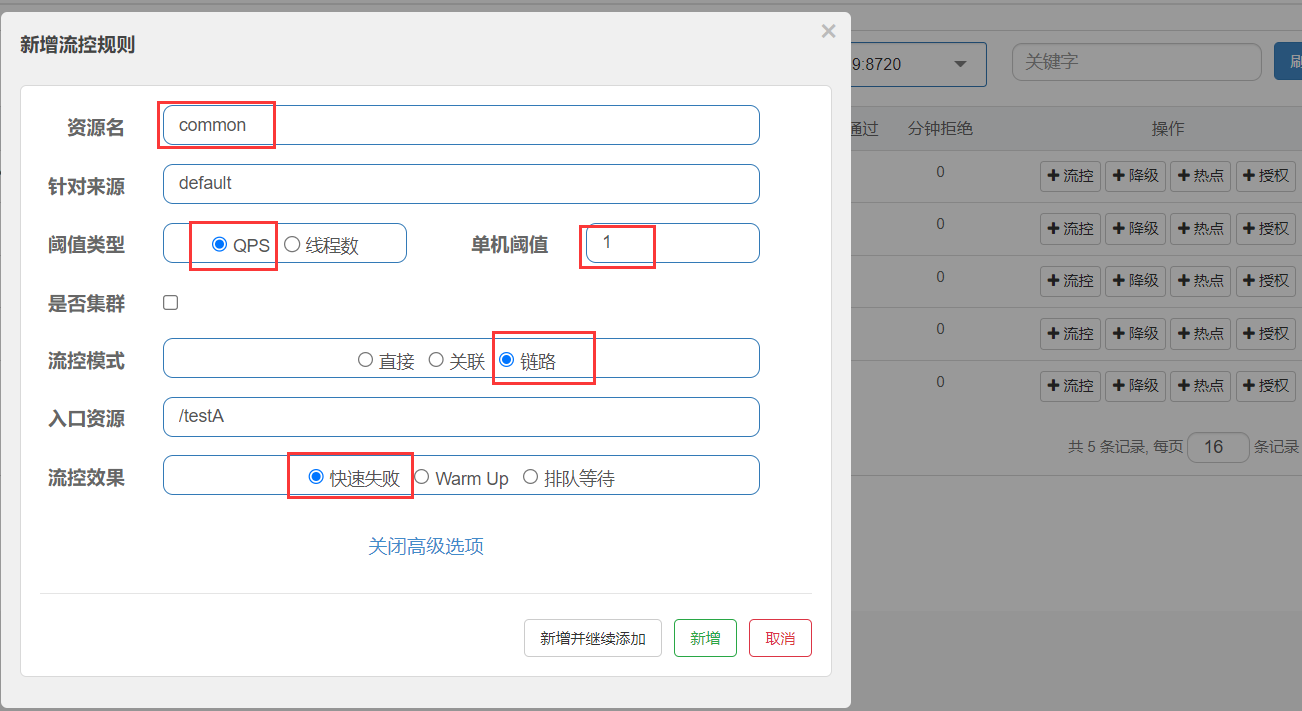 新增流控规则 ×
9:8720 关键字 刷
资源名 common
通过 分钟拒绝 操作
针对来源 default
0 流控 降级 热点 授权
阈值类型 QPS 线程数 单机阈值 1
0 流控 降级 热点 授权
是否集群
0 流控 降级 热点 授权
流控模式 直接 关联 链路
0 流控 降级 热点 授权
入口资源 /testA
0 流控 降级 热点 授权
共 5 条记录, 每页 16 条记录
流控效果 快速失败 Warm Up 排队等待
关闭高级选项
新增并继续添加 新增 取消